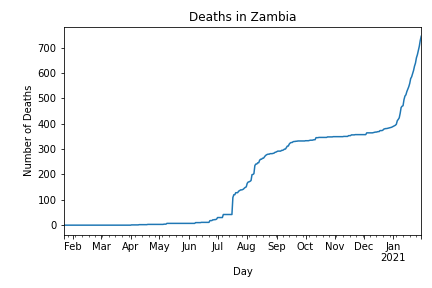 Deaths in Zambia
Number of Deaths
700
600
500
400
300
200
100
0
Feb Mar Apr May Jun Jul Aug Sep Oct Nov Dec Jan
2021
Day